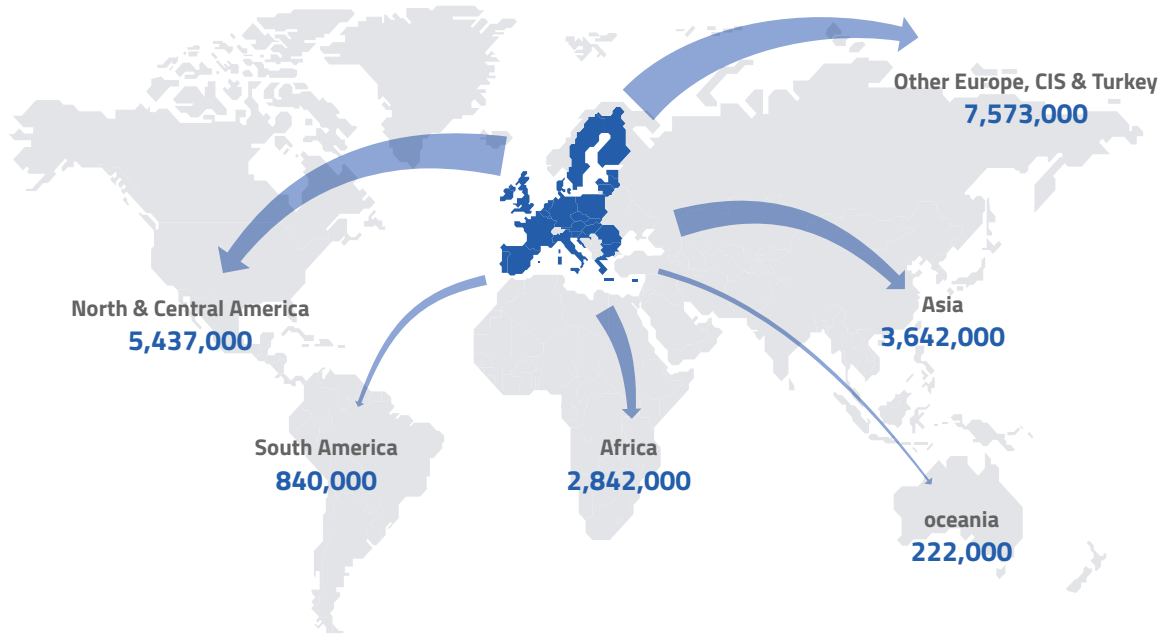 Other Europe, CIS & Turkey
7,573,000
North & Central America
5,437,000
Asia
3,642,000
South America
840,000
Africa
2,842,000
oceania
222,000